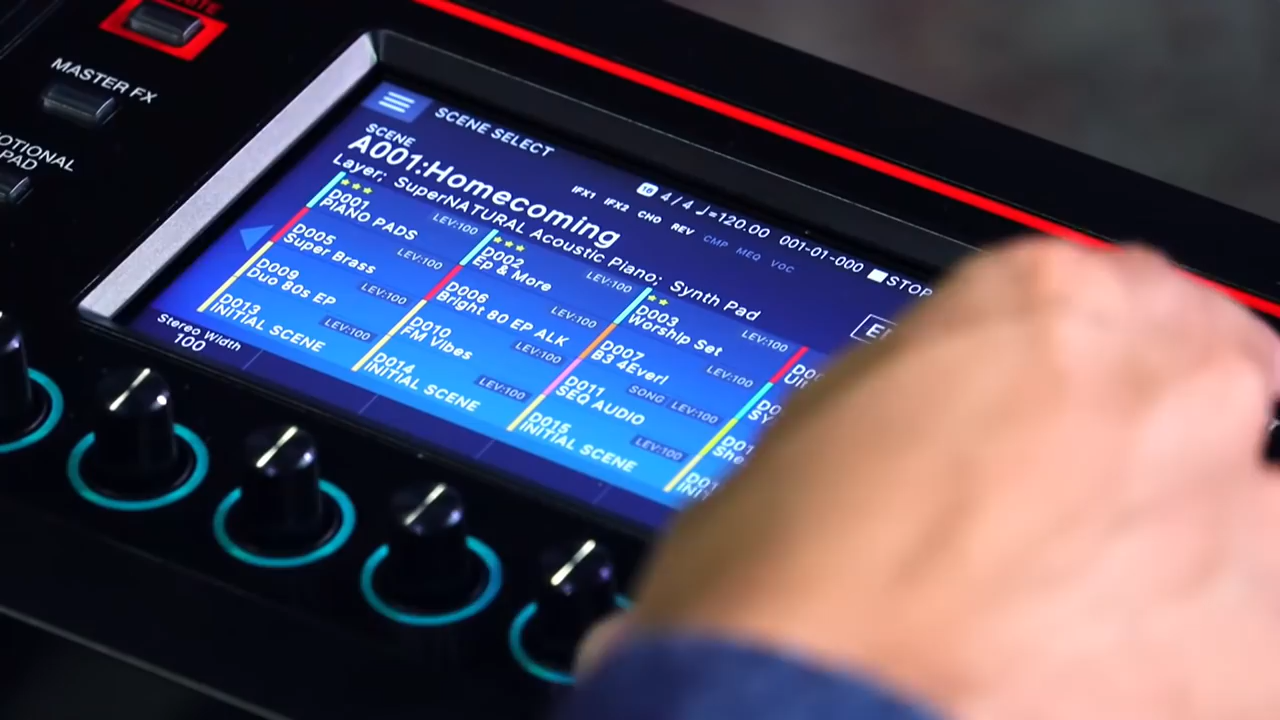 MASTER FX
PAD
SCENE SELECT
SCENE
A001:Homecoming
Layer: SuperNATURAL Acoustic Piano; Synth Pad
16 4/4 ♩=120.00 001-01-000 ■STOP
IFX1 IFX2 CHO REV CMP MEQ VOC
★★★
D001 LEV:100
PIANO PADS
★★★
D002 LEV:100
Ep & More
★★
D003 LEV:100
Worship Set
D005 LEV:100
Super Brass
D006 LEV:100
Bright 80 EP ALK
D007 LEV:100
B3 4Ever!
D009 LEV:100
Duo 80s EP
D010 LEV:100
FM Vibes
D011 SONG LEV:100
SEQ AUDIO
D013 LEV:100
INITIAL SCENE
D014 LEV:100
INITIAL SCENE
D015 LEV:100
INITIAL SCENE
Stereo Width
100